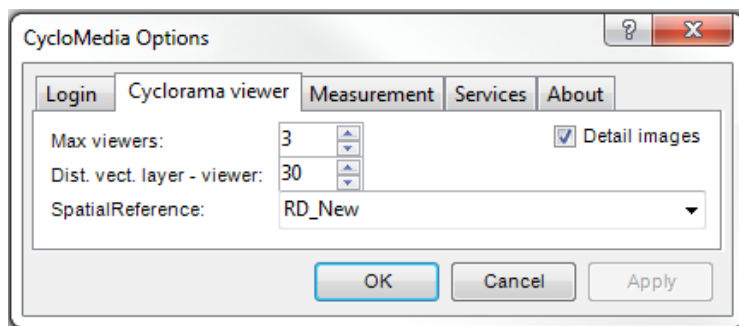 CycloMedia Options ? X
Login Cyclorama viewer Measurement Services About
Max viewers: 3 Detail images
Dist. vect. layer - viewer: 30
SpatialReference: RD_New
OK Cancel Apply